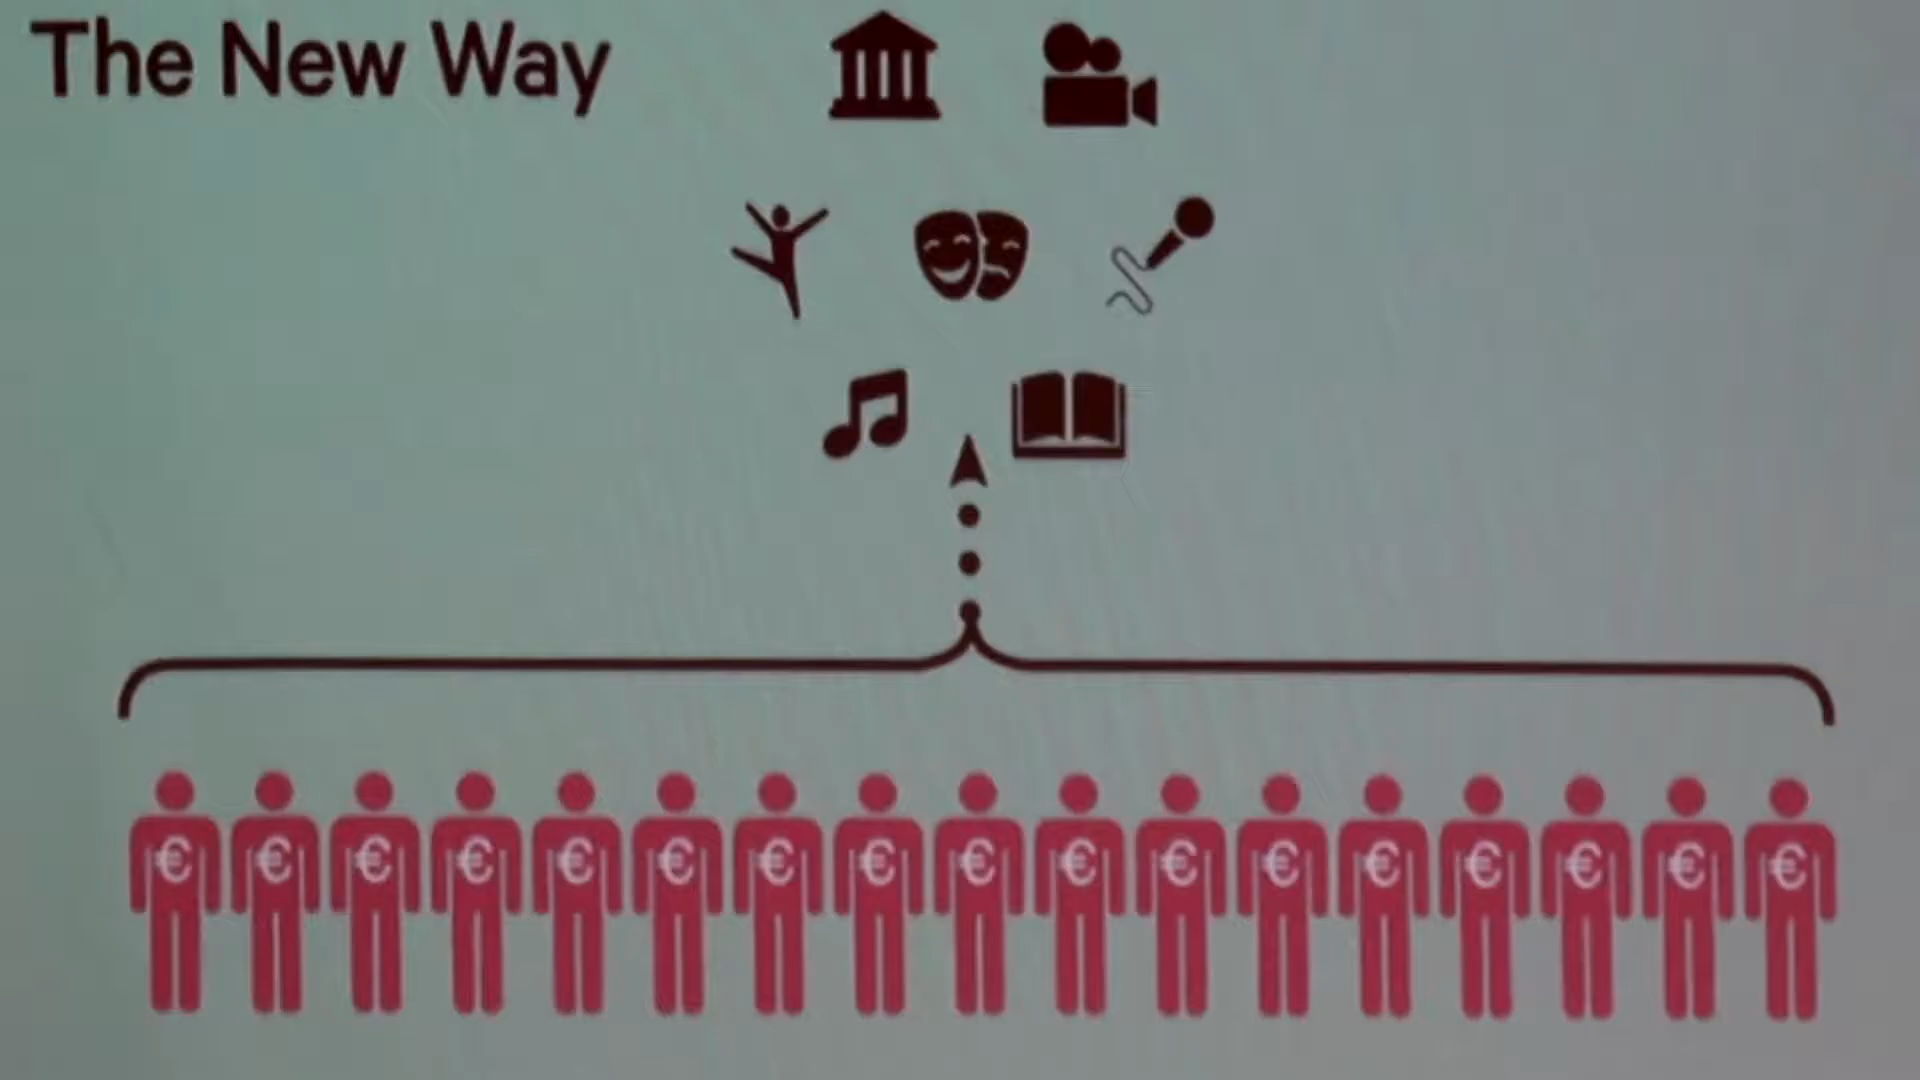 The New Way
€ € € € € € € € € € € € € € € € €